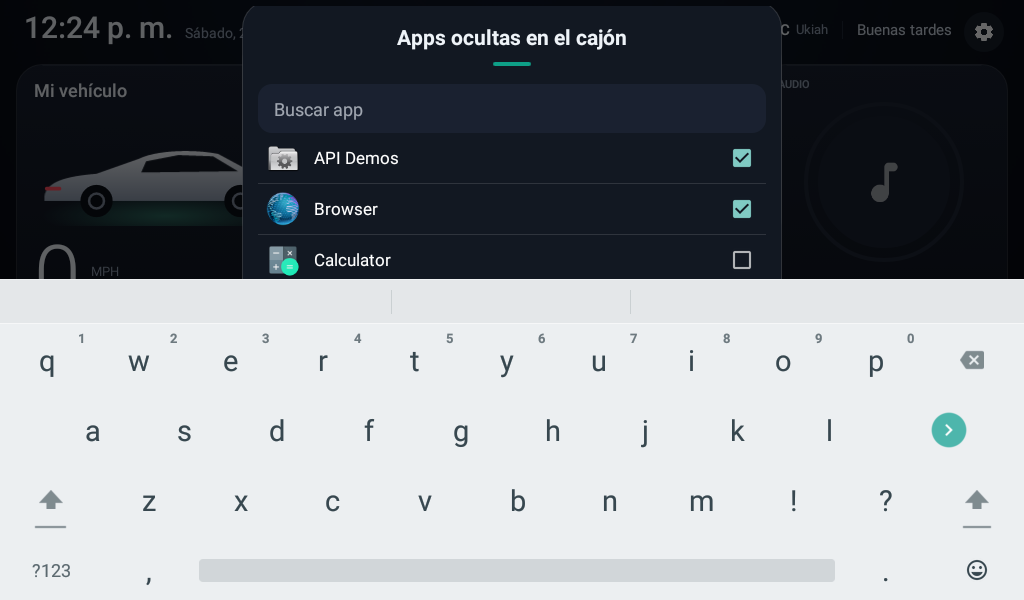 12:24 p. m. Sábado, 2
Apps ocultas en el cajón
C Ukiah Buenas tardes
Mi vehículo
AUDIO
Buscar app
API Demos
Browser
0 MPH
Calculator
1 2 3 4 5 6 7 8 9 0
q w e r t y u i o p
a s d f g h j k l
z x c v b n m ! ?
?123 , .